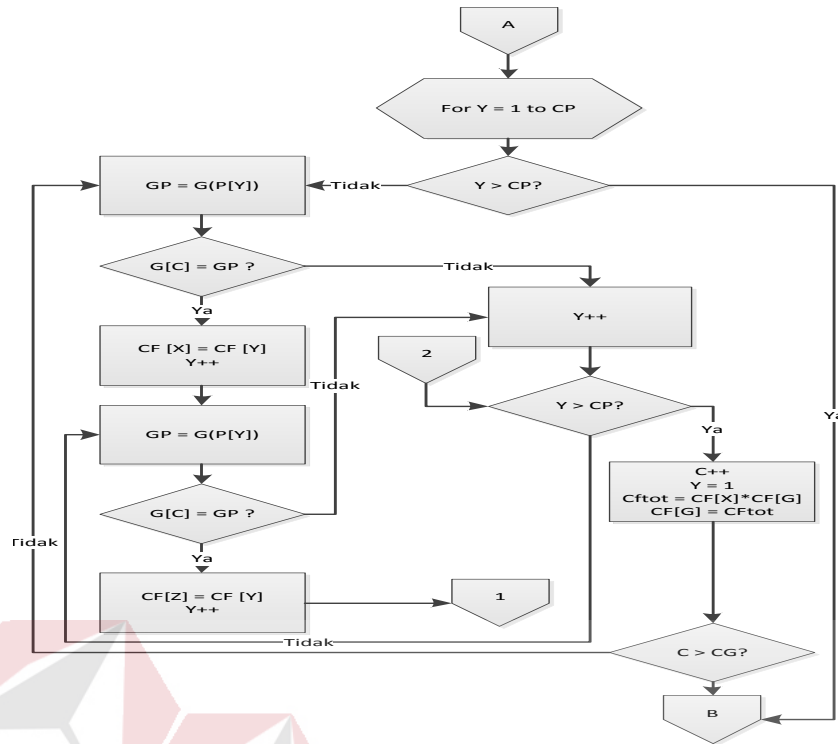 A
For Y = 1 to CP
Y > CP?
Tidak
GP = G(P[Y])
G[C] = GP ?
Tidak
Ya
Y++
CF [X] = CF [Y]
Y++
2
Tidak
Y > CP?
Ya
GP = G(P[Y])
Ya
C++
Y = 1
Cftot = CF[X]*CF[G]
CF[G] = CFtot
G[C] = GP ?
Tidak
Ya
CF[Z] = CF [Y]
Y++
1
Tidak
C > CG?
B